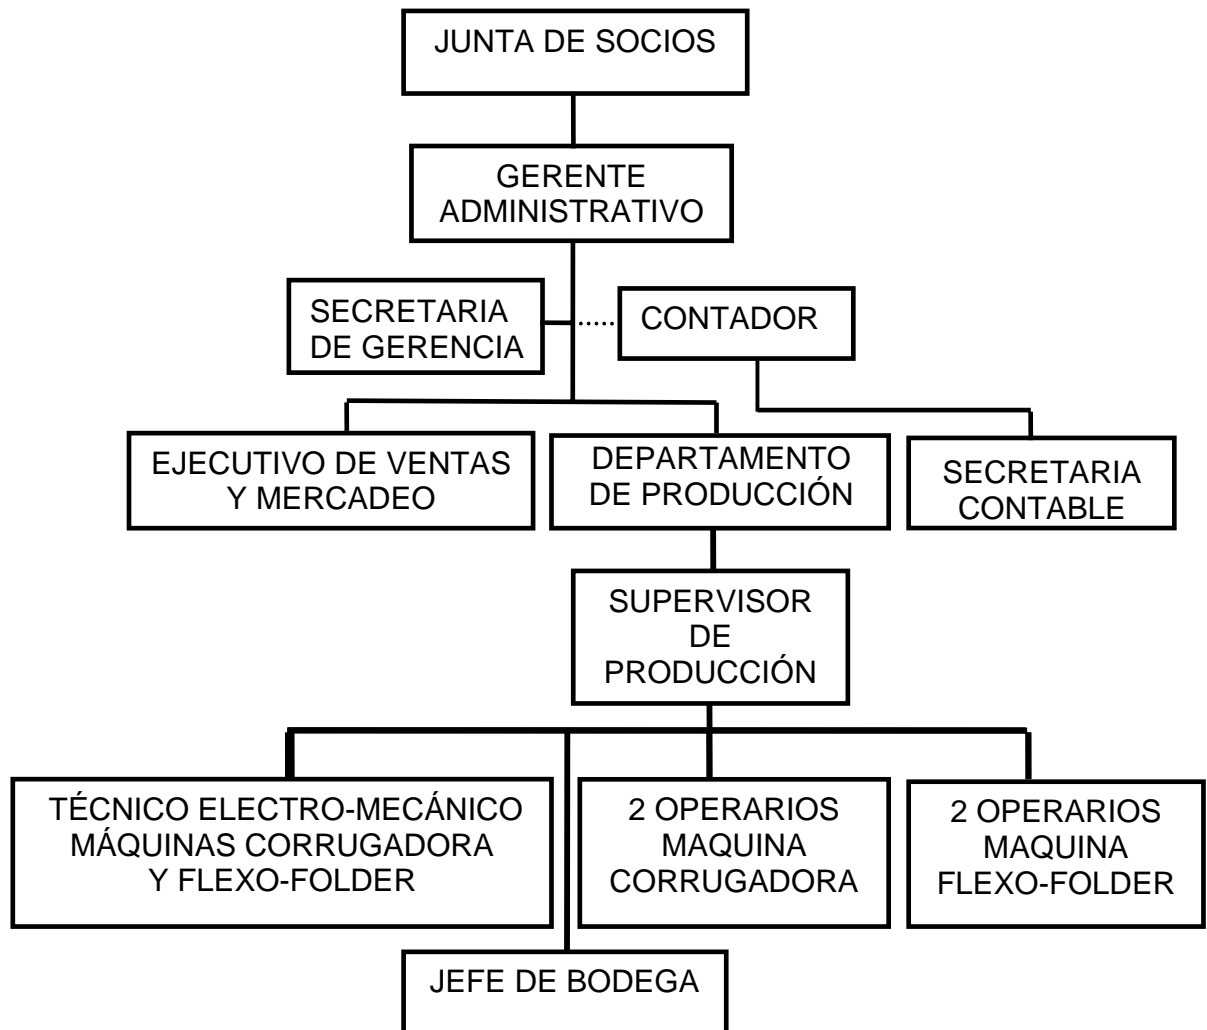 JUNTA DE SOCIOS
GERENTE
ADMINISTRATIVO
SECRETARIA
DE GERENCIA
CONTADOR
EJECUTIVO DE VENTAS
Y MERCADEO
DEPARTAMENTO
DE PRODUCCIÓN
SECRETARIA
CONTABLE
SUPERVISOR
DE
PRODUCCIÓN
TÉCNICO ELECTRO-MECÁNICO
MÁQUINAS CORRUGADORA
Y FLEXO-FOLDER
2 OPERARIOS
MAQUINA
CORRUGADORA
2 OPERARIOS
MAQUINA
FLEXO-FOLDER
JEFE DE BODEGA